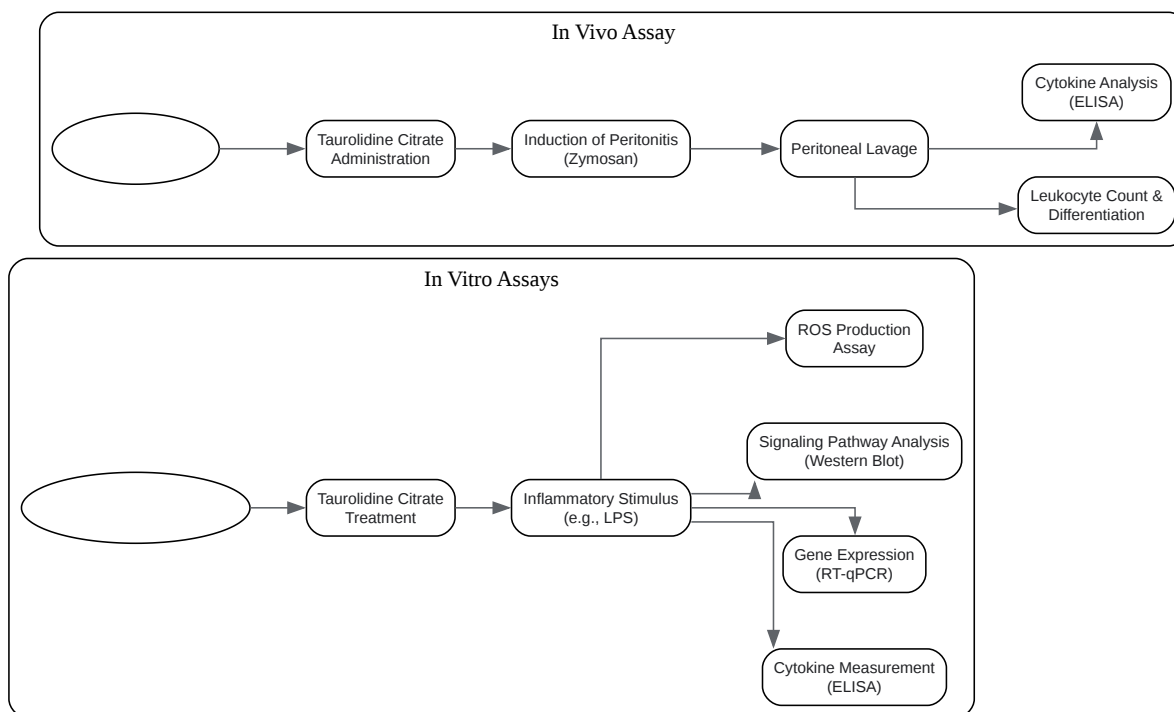 In Vivo Assay
Taurolidine Citrate
Administration
Induction of Peritonitis
(Zymosan)
Peritoneal Lavage
Cytokine Analysis
(ELISA)
Leukocyte Count &
Differentiation
In Vitro Assays
Taurolidine Citrate
Treatment
Inflammatory Stimulus
(e.g., LPS)
ROS Production
Assay
Signaling Pathway Analysis
(Western Blot)
Gene Expression
(RT-qPCR)
Cytokine Measurement
(ELISA)